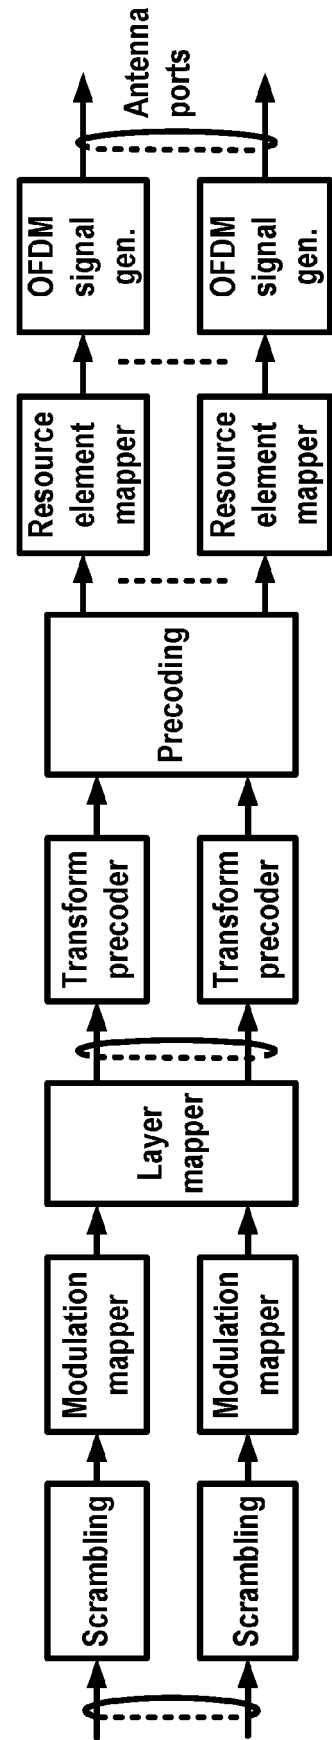 Scrambling
Scrambling
Modulation
mapper
Modulation
mapper
Layer
mapper
Transform
precoder
Transform
precoder
Precoding
Resource
element
mapper
Resource
element
mapper
OFDM
signal
gen.
OFDM
signal
gen.
Antenna
ports